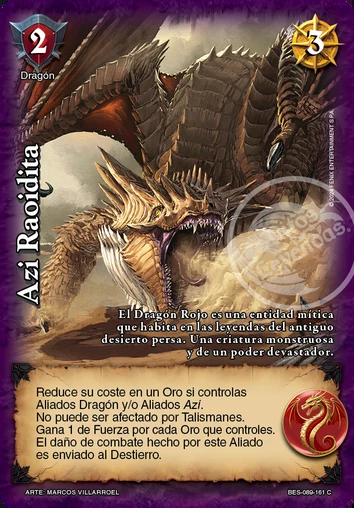 2
3
Dragón
Azi Raoidita
El Dragón Rojo es una entidad mítica
que habita en las leyendas del antiguo
desierto persa. Una criatura monstruosa
y de un poder devastador.
Reduce su coste en un Oro si controlas
Aliados Dragón y/o Aliados Azi.
No puede ser afectado por Talismanes.
Gana 1 de Fuerza por cada Oro que controles.
El daño de combate hecho por este Aliado
es enviado al Destierro.
ARTE: MARCOS VILLARROEL
BES-089-161 C